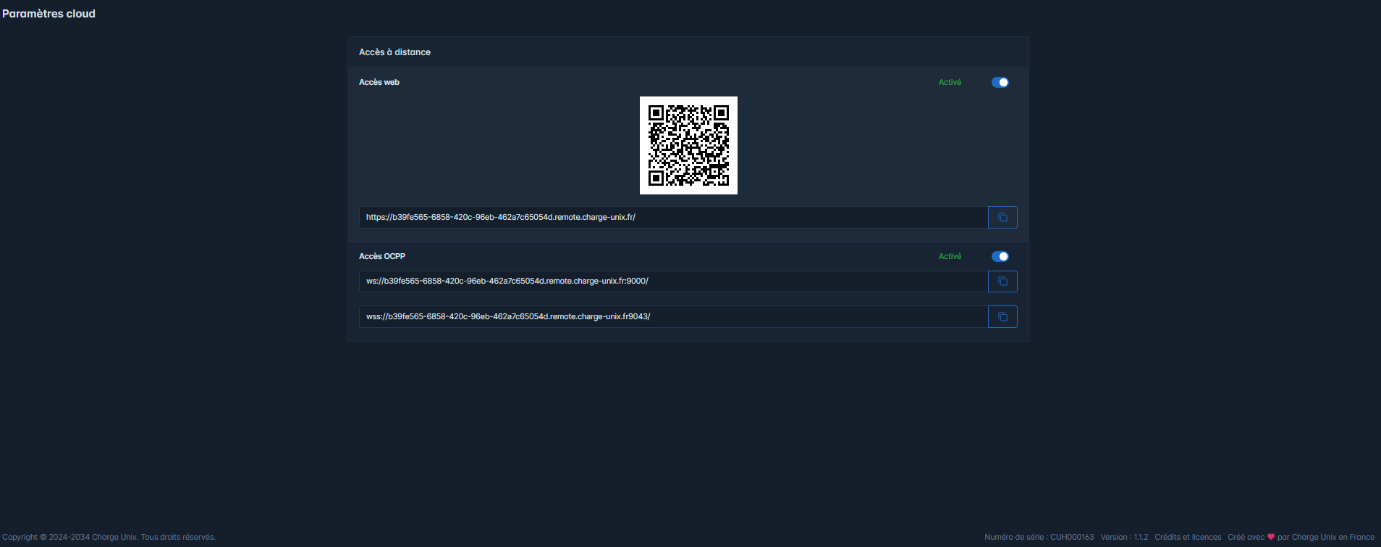 Paramètres cloud
Accès à distance
Accès web Activé
https://b39fe565-6858-420c-96eb-462a7c65054d.remote.charge-unix.fr/
Accès OCPP Activé
ws://b39fe565-6858-420c-96eb-462a7c65054d.remote.charge-unix.fr:9000/
wss://b39fe565-6858-420c-96eb-462a7c65054d.remote.charge-unix.fr9043/
Copyright © 2024-2034 Charge Unix. Tous droits réservés. Numéro de série : CUH000163 Version : 1.1.2 Crédits et licences Créé avec ❤ par Charge Unix en France